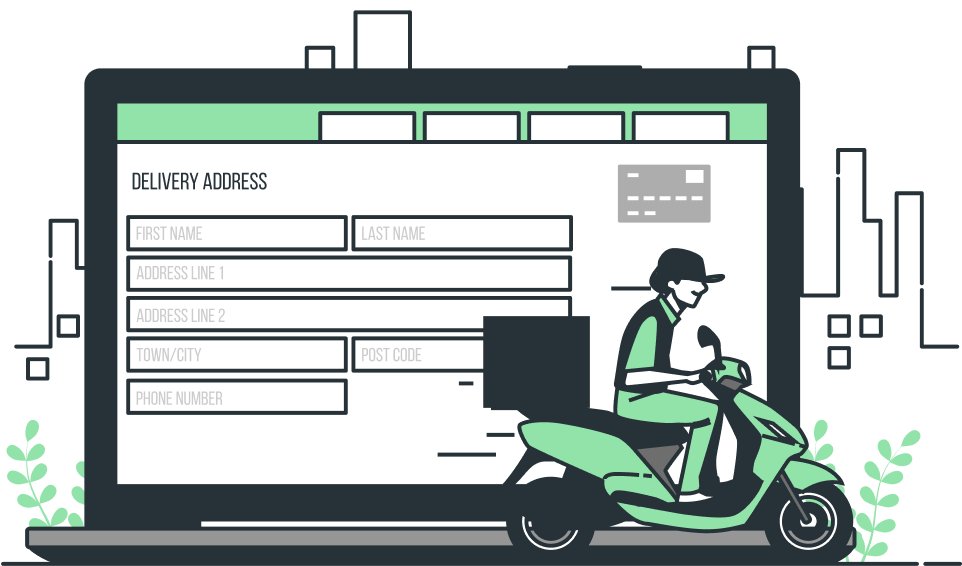 DELIVERY ADDRESS
FIRST NAME LAST NAME
ADDRESS LINE 1
ADDRESS LINE 2
TOWN/CITY POST CODE
PHONE NUMBER